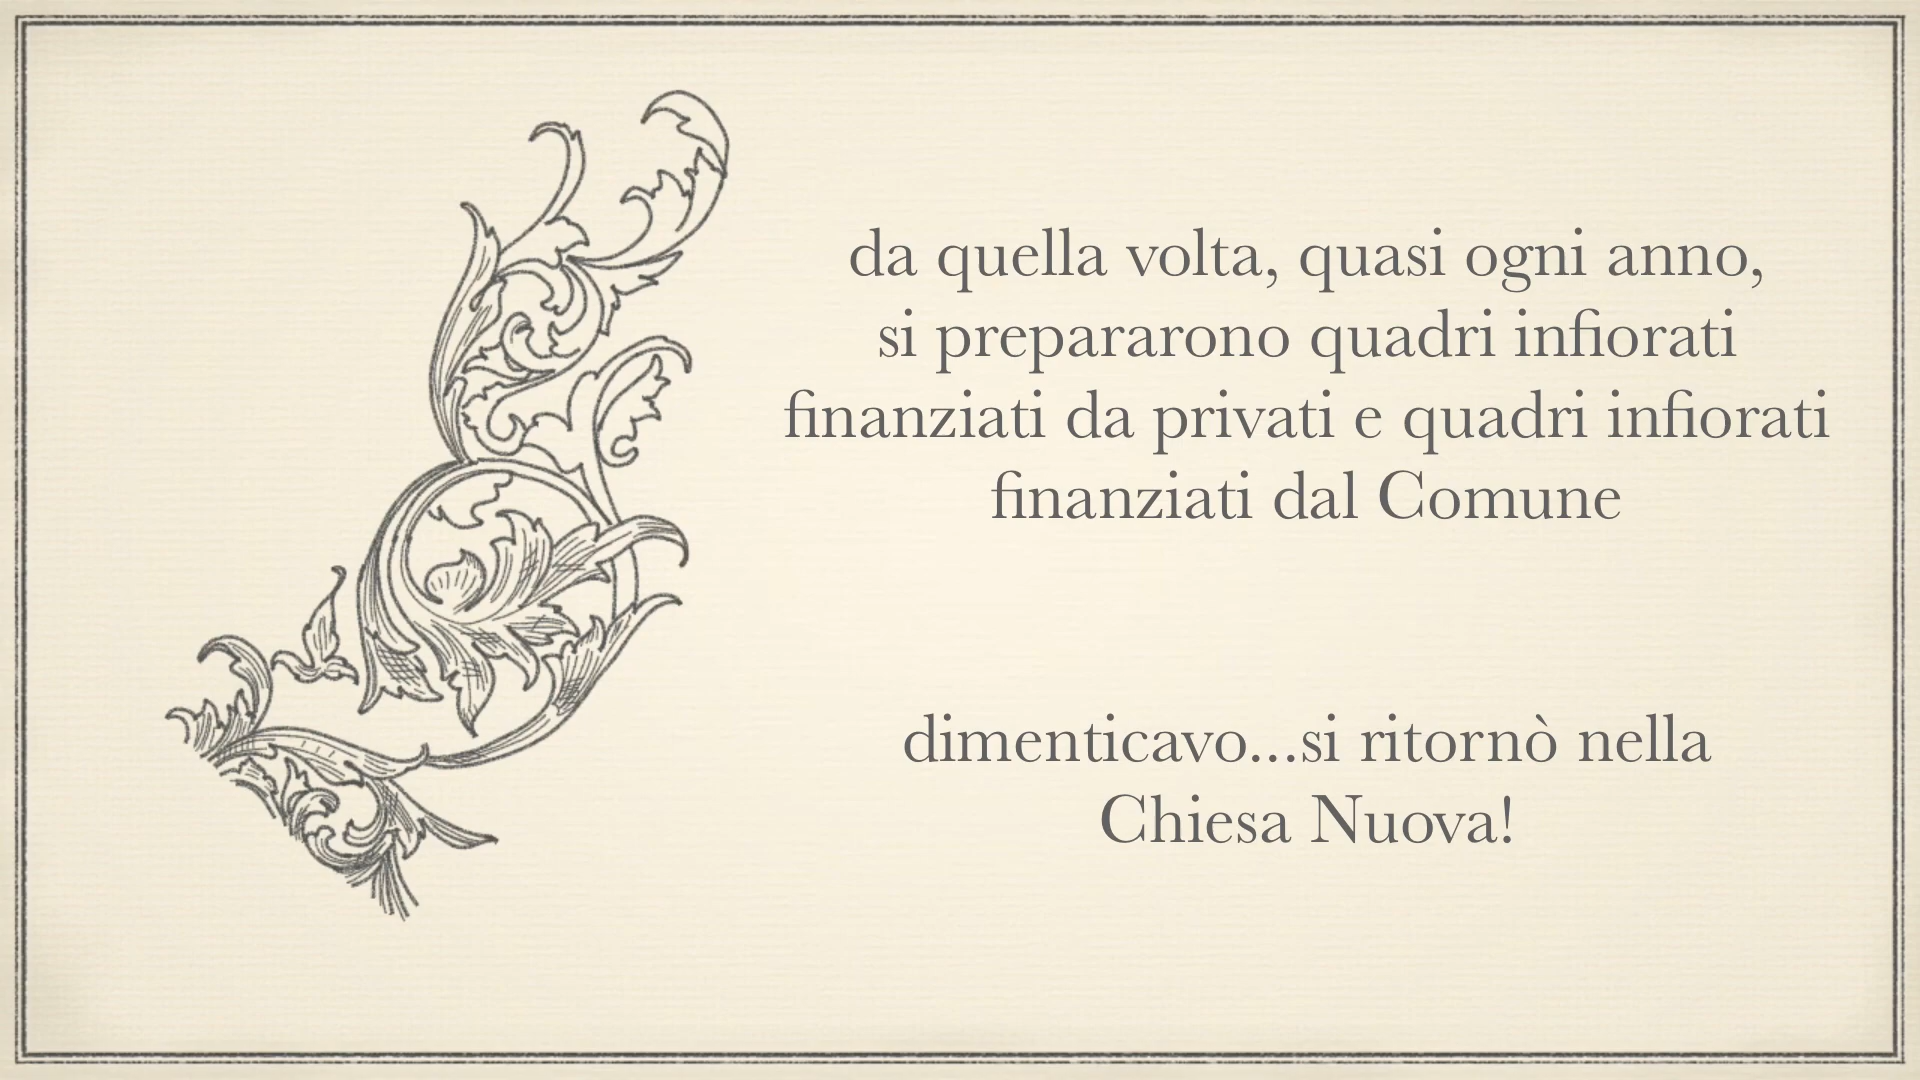 da quella volta, quasi ogni anno,
si prepararono quadri infiorati
finanziati da privati e quadri infiorati
finanziati dal Comune
dimenticavo...si ritornò nella
Chiesa Nuova!